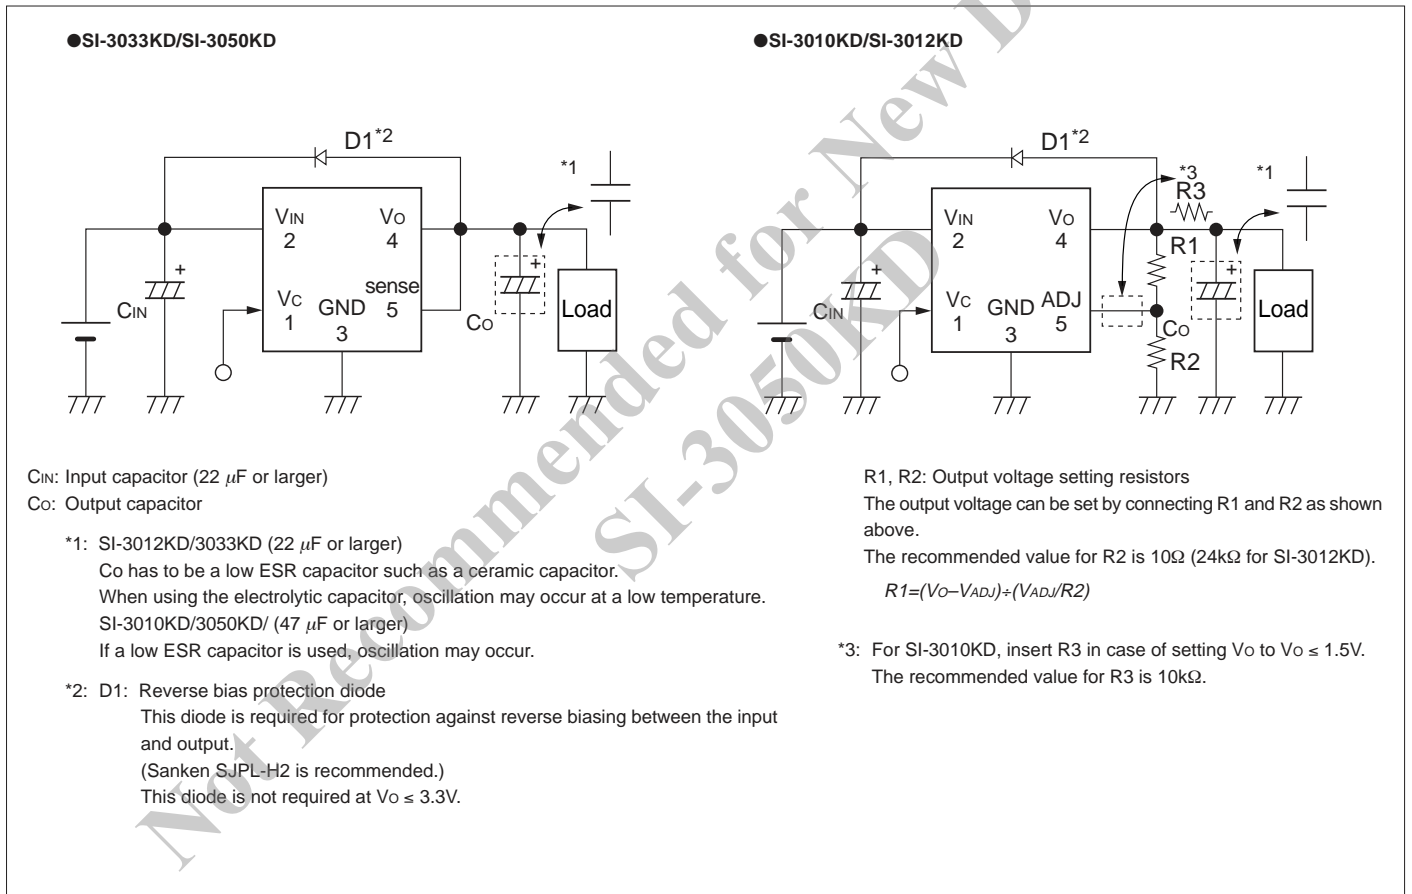 ●SI-3033KD/SI-3050KD
D1*2
*1
VIN
2
VO
4
sense
5
VC
1
GND
3
+
CIN
+
CO
Load
●SI-3010KD/SI-3012KD
D1*2
*3
R3
*1
VIN
2
VO
4
R1
ADJ
5
VC
1
GND
3
+
CIN
+
CO
R2
Load
CIN: Input capacitor (22 μF or larger)
CO: Output capacitor
*1: SI-3012KD/3033KD (22 μF or larger)
Co has to be a low ESR capacitor such as a ceramic capacitor.
When using the electrolytic capacitor, oscillation may occur at a low temperature.
SI-3010KD/3050KD/ (47 μF or larger)
If a low ESR capacitor is used, oscillation may occur.
*2: D1: Reverse bias protection diode
This diode is required for protection against reverse biasing between the input
and output.
(Sanken SJPL-H2 is recommended.)
This diode is not required at VO ≤ 3.3V.
R1, R2: Output voltage setting resistors
The output voltage can be set by connecting R1 and R2 as shown
above.
The recommended value for R2 is 10Ω (24kΩ for SI-3012KD).
R1=(VO–VADJ)÷(VADJ/R2)
*3: For SI-3010KD, insert R3 in case of setting VO to VO ≤ 1.5V.
The recommended value for R3 is 10kΩ.
Not Recommended for New D
SI-3050KD